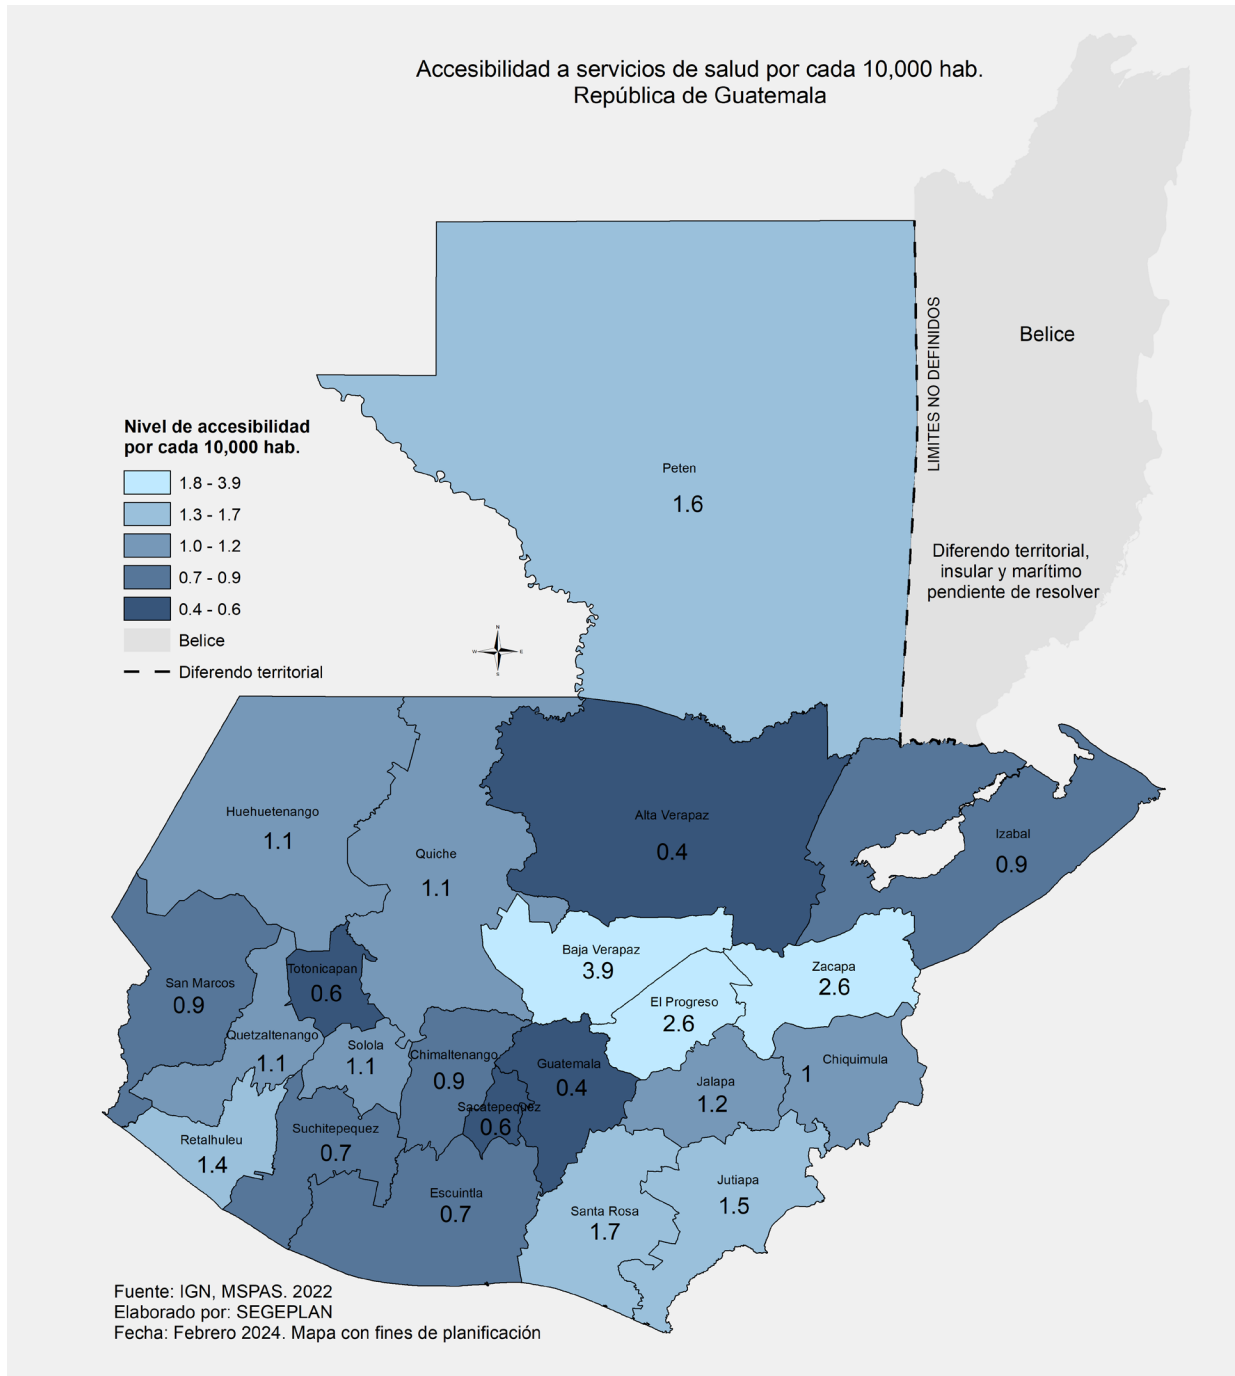 Accesibilidad a servicios de salud por cada 10,000 hab.
República de Guatemala
LIMITES NO DEFINIDOS
Belice
Diferendo territorial,
insular y marítimo
pendiente de resolver
Nivel de accesibilidad
por cada 10,000 hab.
1.8 - 3.9
1.3 - 1.7
1.0 - 1.2
0.7 - 0.9
0.4 - 0.6
Belice
Diferendo territorial
N
W
E
S
Peten
1.6
Huehuetenango
1.1
Quiche
1.1
Alta Verapaz
0.4
Izabal
0.9
San Marcos
0.9
Totonicapan
0.6
Baja Verapaz
3.9
El Progreso
2.6
Zacapa
2.6
Quetzaltenango
1.1
Solola
1.1
Chimaltenango
0.9
Sacatepequez
0.6
Guatemala
0.4
Jalapa
1.2
Chiquimula
1
Retalhuleu
1.4
Suchitepequez
0.7
Escuintla
0.7
Santa Rosa
1.7
Jutiapa
1.5
Fuente: IGN, MSPAS. 2022
Elaborado por: SEGEPLAN
Fecha: Febrero 2024. Mapa con fines de planificación